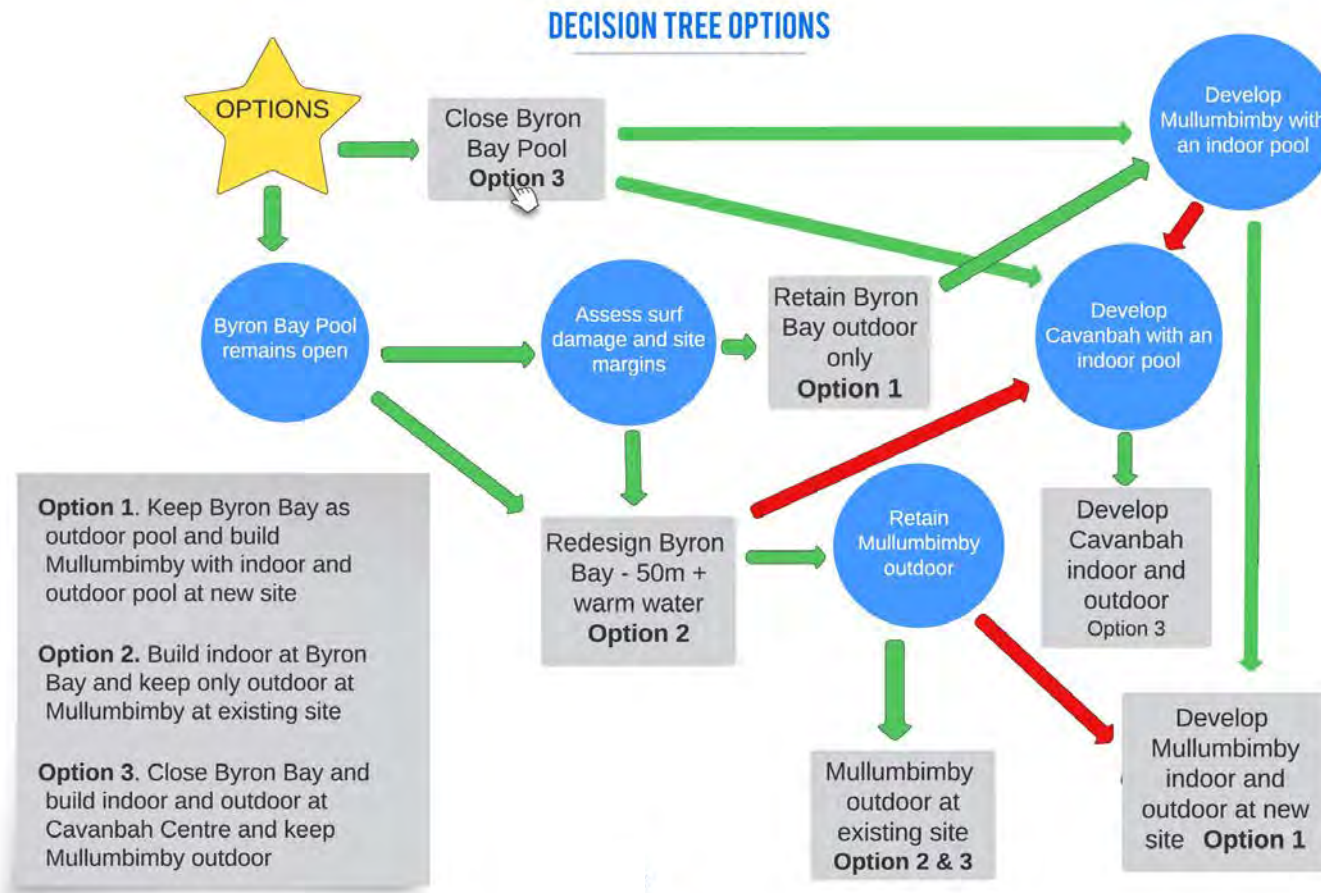 DECISION TREE OPTIONS
OPTIONS
Close Byron
Bay Pool
Option 3
Develop
Mullumbimby with
an indoor pool
Byron Bay Pool
remains open
Assess surf
damage and site
margins
Retain Byron
Bay outdoor
only
Option 1
Develop
Cavanbah with an
indoor pool
Option 1. Keep Byron Bay as
outdoor pool and build
Mullumbimby with indoor and
outdoor pool at new site
Option 2. Build indoor at Byron
Bay and keep only outdoor at
Mullumbimby at existing site
Option 3. Close Byron Bay and
build indoor and outdoor at
Cavanbah Centre and keep
Mullumbimby outdoor
Redesign Byron
Bay - 50m +
warm water
Option 2
Retain
Mullumbimby
outdoor
Develop
Cavanbah
indoor and
outdoor
Option 3
Mullumbimby
outdoor at
existing site
Option 2 & 3
Develop
Mullumbimby
indoor and
outdoor at new
site Option 1